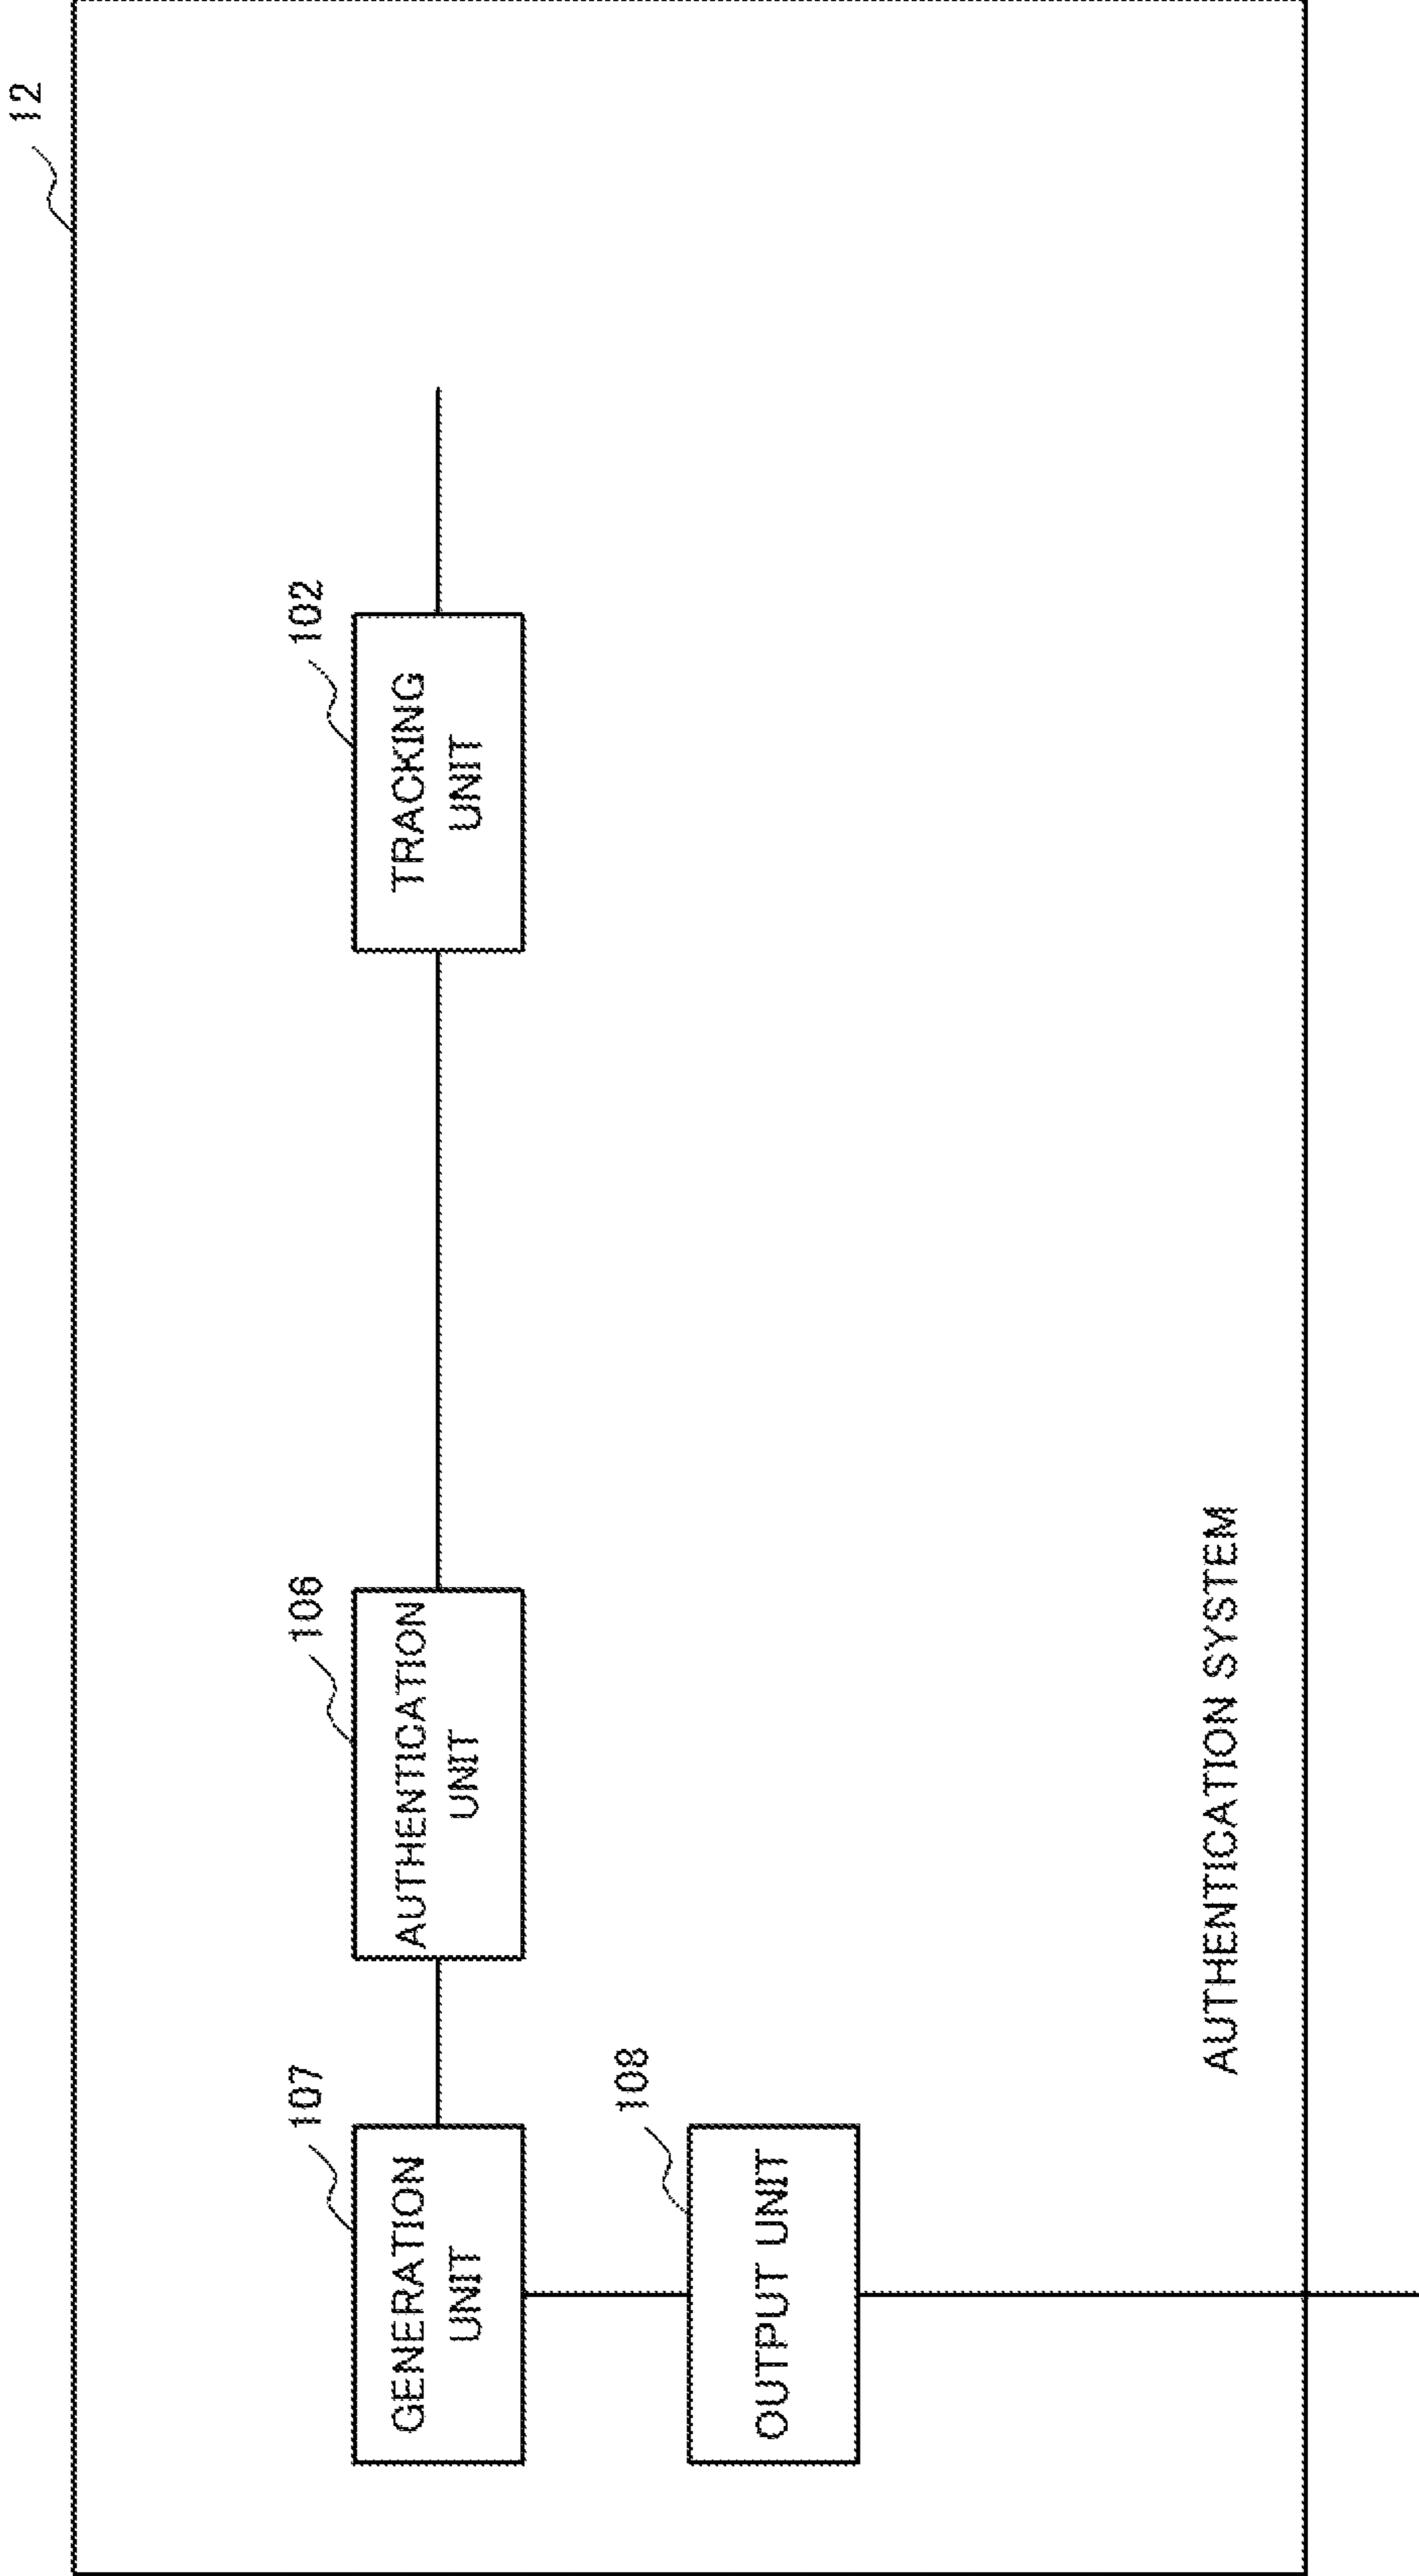 12
107
GENERATION
UNIT
106
AUTHENTICATION
UNIT
102
TRACKING
UNIT
108
OUTPUT UNIT
AUTHENTICATION SYSTEM